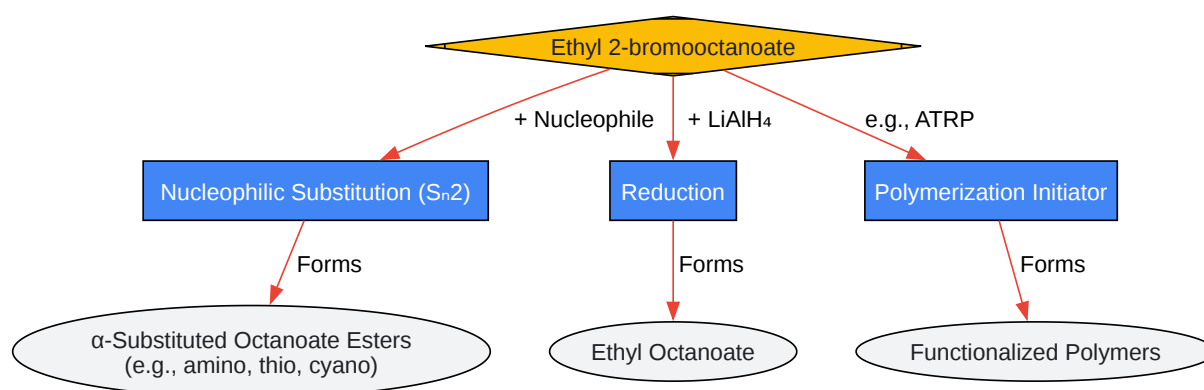 Ethyl 2-bromooctanoate
+ Nucleophile
+ LiAlH₄
e.g., ATRP
Nucleophilic Substitution (Sₙ2)
Reduction
Polymerization Initiator
Forms
Forms
Forms
α-Substituted Octanoate Esters
(e.g., amino, thio, cyano)
Ethyl Octanoate
Functionalized Polymers